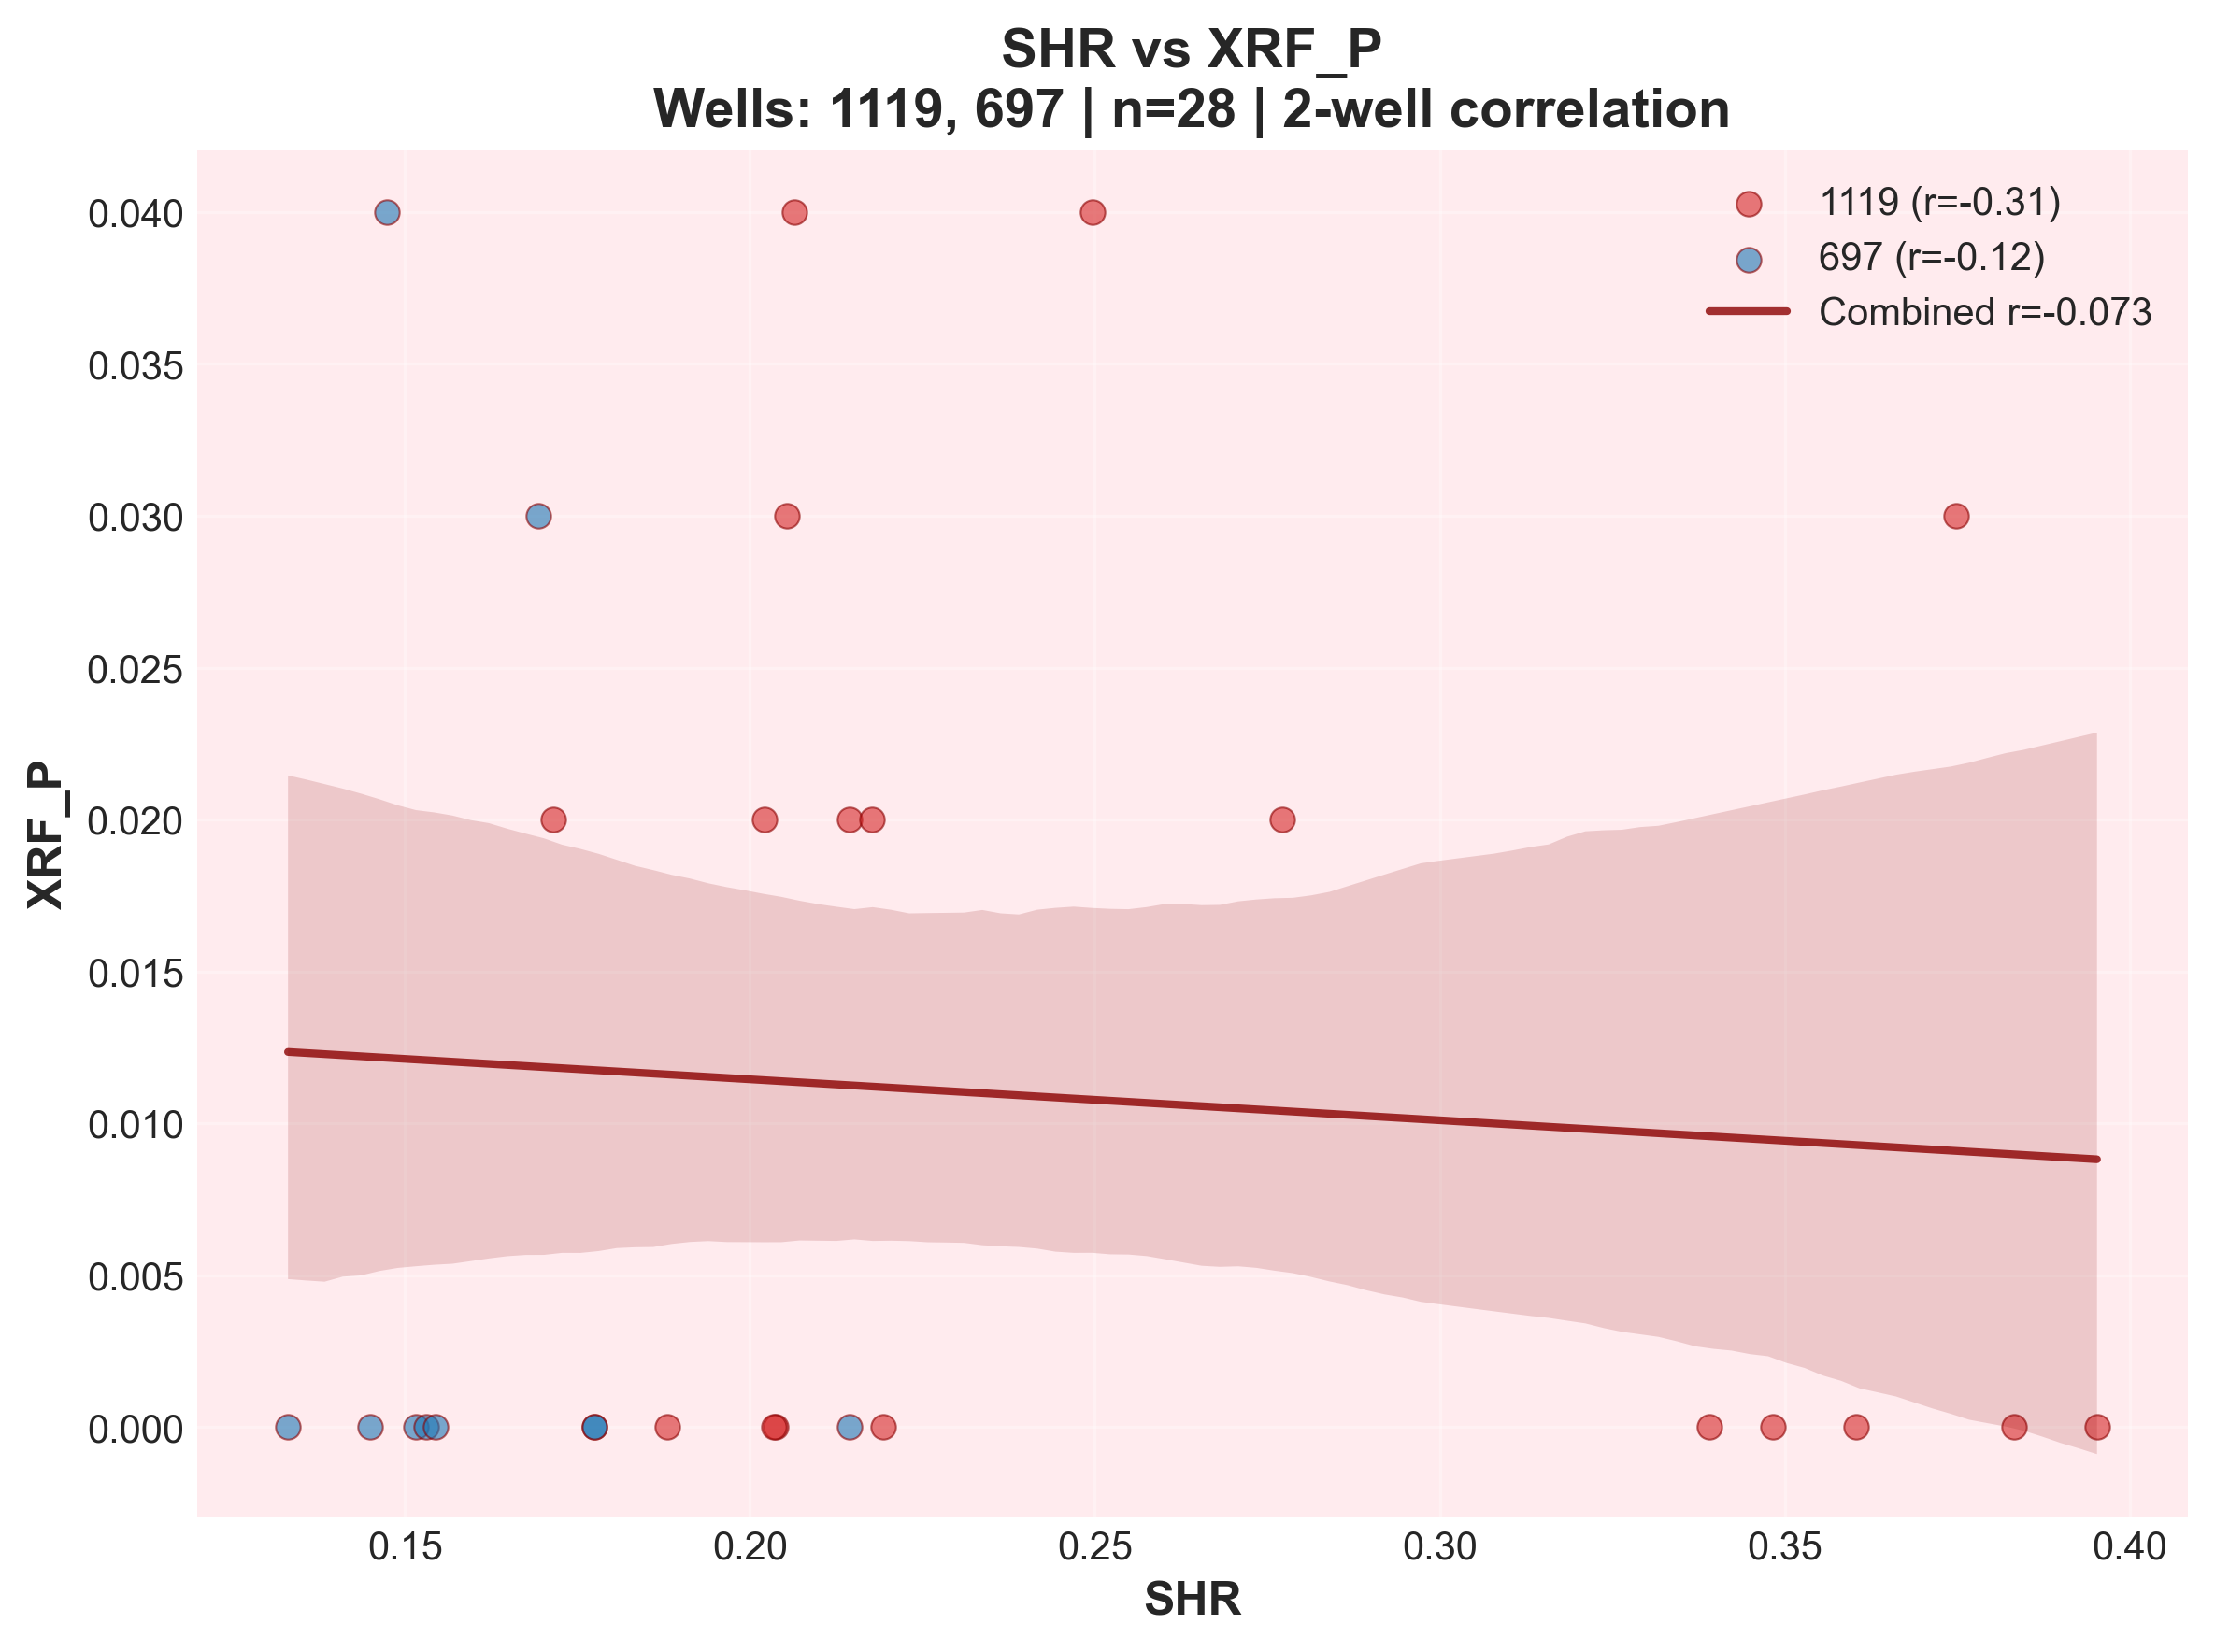 SHR vs XRF_P
Wells: 1119, 697 | n=28 | 2-well correlation
1119 (r=-0.31)
697 (r=-0.12)
Combined r=-0.073
XRF_P
0.040
0.035
0.030
0.025
0.020
0.015
0.010
0.005
0.000
0.15 0.20 0.25 0.30 0.35 0.40
SHR